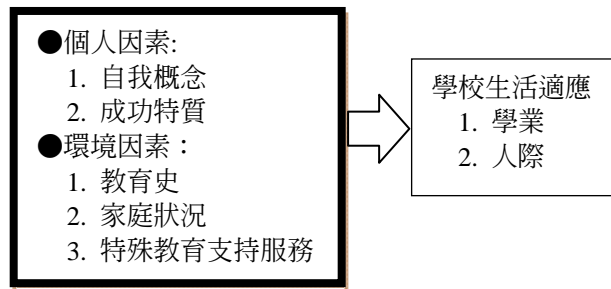 ●個人因素:
1. 自我概念
2. 成功特質
●環境因素：
1. 教育史
2. 家庭狀況
3. 特殊教育支持服務
學校生活適應
1. 學業
2. 人際